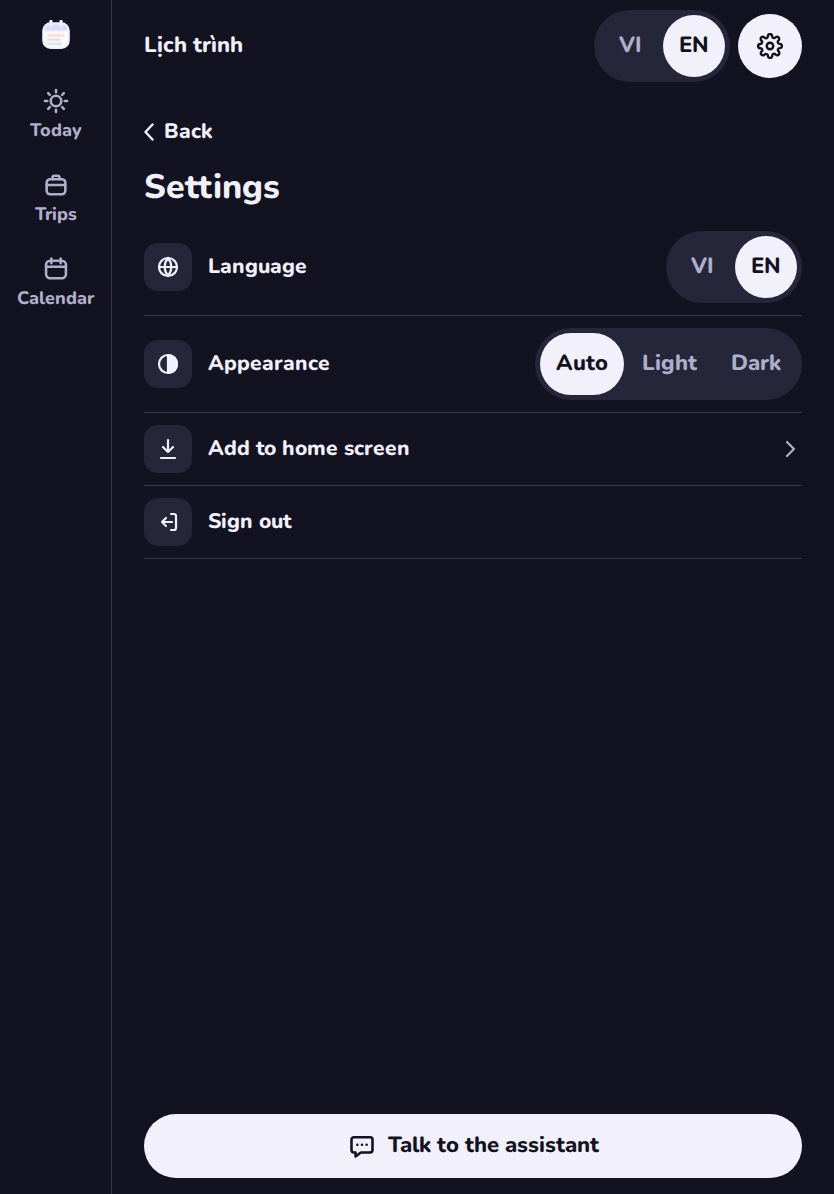 Lịch trình
VI EN
Today
Trips
Calendar
Back
Settings
Language
VI EN
Appearance
Auto Light Dark
Add to home screen
Sign out
Talk to the assistant